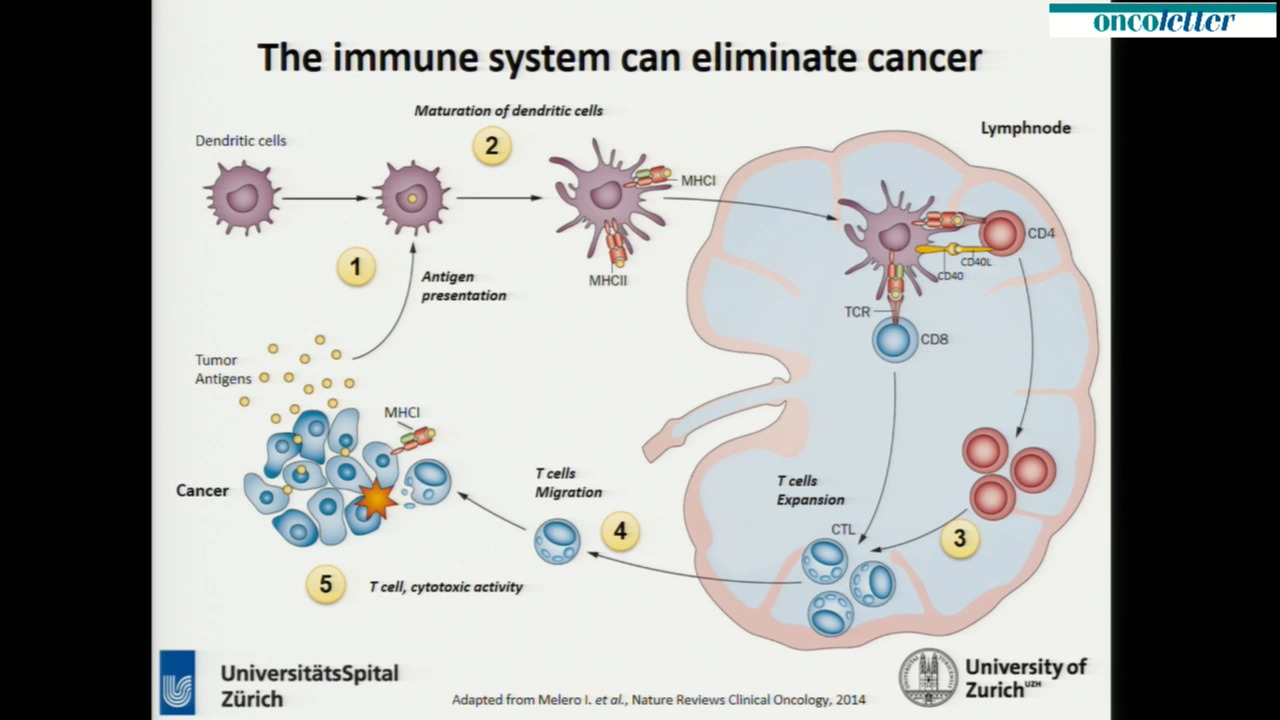 oncoletter
The immune system can eliminate cancer
Maturation of dendritic cells
2
Dendritic cells
MHCI
MHCII
1
Antigen
presentation
Lymphnode
CD4
CD40L
CD40
TCR
CD8
Tumor
Antigens
MHCI
Cancer
T cells
Migration
4
T cells
Expansion
CTL
3
5
T cell, cytotoxic activity
UniversitätsSpital
Zürich
Adapted from Melero I. et al., Nature Reviews Clinical Oncology, 2014
University of
Zurich UZH